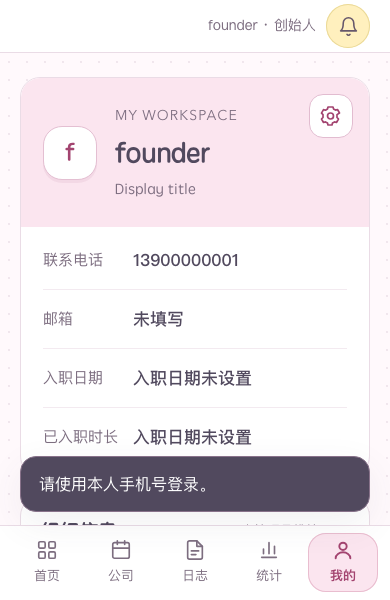 founder · 创始人
MY WORKSPACE
f
founder
Display title
联系电话 13900000001
邮箱 未填写
入职日期 入职日期未设置
已入职时长 入职日期未设置
请使用本人手机号登录。
首页 公司 日志 统计 我的